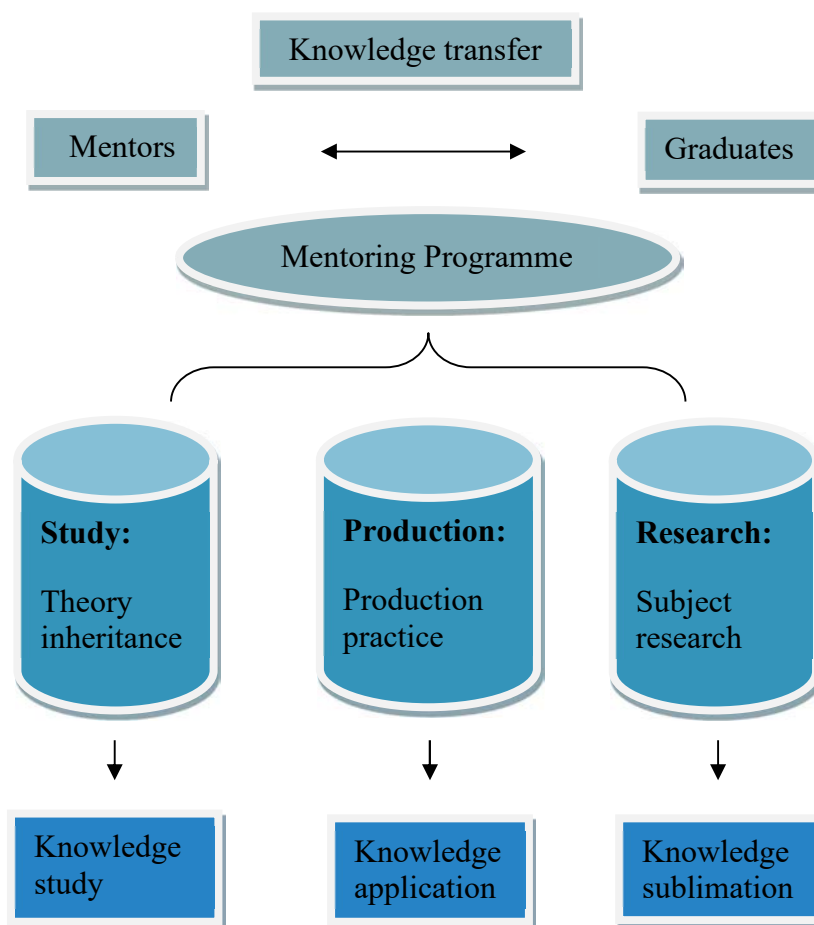 Knowledge transfer
Mentors
Graduates
Mentoring Programme
Study:
Theory
inheritance
Production:
Production
practice
Research:
Subject
research
Knowledge
study
Knowledge
application
Knowledge
sublimation